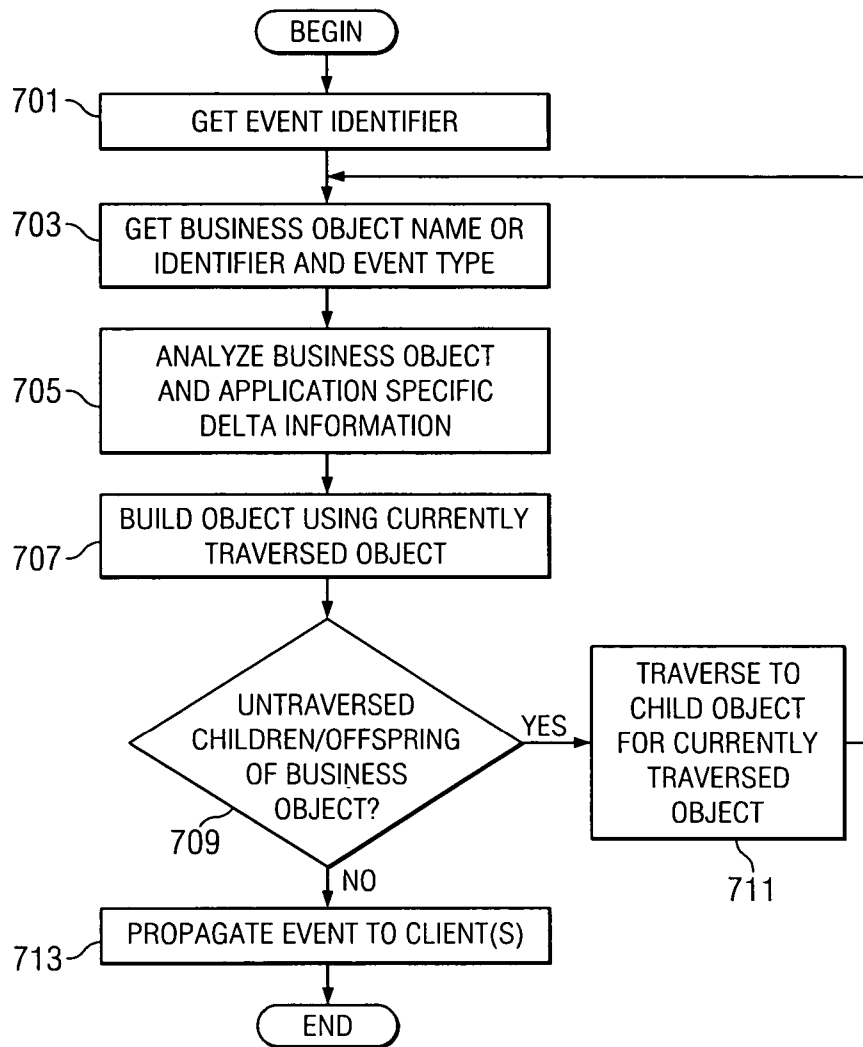 BEGIN
701
GET EVENT IDENTIFIER
703
GET BUSINESS OBJECT NAME OR
IDENTIFIER AND EVENT TYPE
705
ANALYZE BUSINESS OBJECT
AND APPLICATION SPECIFIC
DELTA INFORMATION
707
BUILD OBJECT USING CURRENTLY
TRAVERSED OBJECT
UNTRAVERSED
CHILDREN/OFFSPRING
OF BUSINESS
OBJECT?
709
YES
TRAVERSE TO
CHILD OBJECT
FOR CURRENTLY
TRAVERSED
OBJECT
711
NO
713
PROPAGATE EVENT TO CLIENT(S)
END